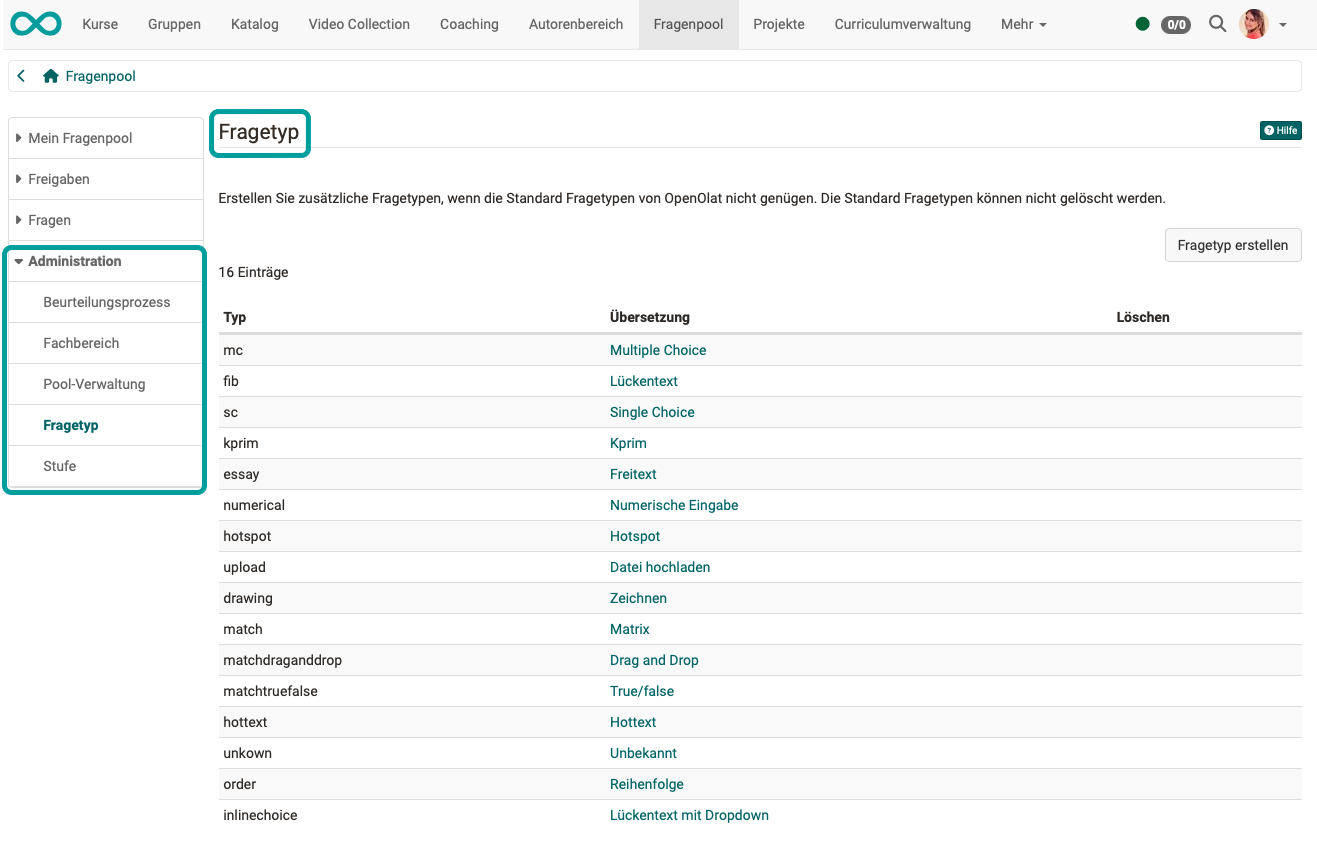 Kurse Gruppen Katalog Video Collection Coaching Autorenbereich Fragenpool Projekte Curriculumverwaltung Mehr 0/0
Fragenpool
Mein Fragenpool
Freigaben
Fragen
Administration
Beurteilungsprozess
Fachbereich
Pool-Verwaltung
Fragetyp
Stufe
Fragetyp
Hilfe
Erstellen Sie zusätzliche Fragetypen, wenn die Standard Fragetypen von OpenOlat nicht genügen. Die Standard Fragetypen können nicht gelöscht werden.
Fragetyp erstellen
16 Einträge
Typ Übersetzung Löschen
mc Multiple Choice
fib Lückentext
sc Single Choice
kprim Kprim
essay Freitext
numerical Numerische Eingabe
hotspot Hotspot
upload Datei hochladen
drawing Zeichnen
match Matrix
matchdraganddrop Drag and Drop
matchtruefalse True/false
hottext Hottext
unkown Unbekannt
order Reihenfolge
inlinechoice Lückentext mit Dropdown